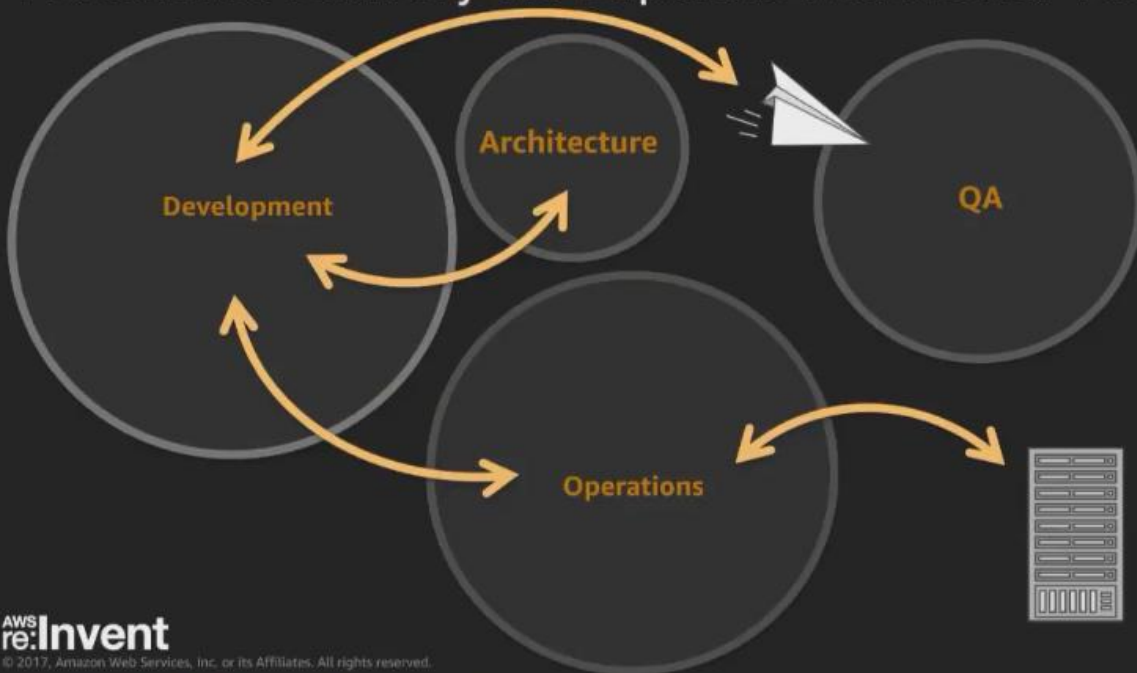 Architecture
Development
QA
Operations
AWS
re:Invent
© 2017, Amazon Web Services, Inc. or its Affiliates. All rights reserved.